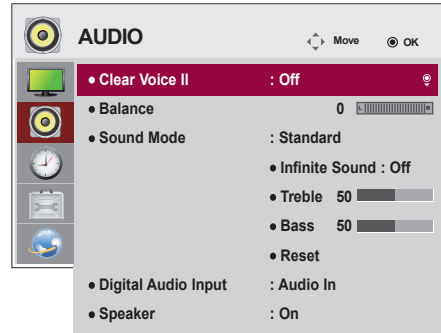 AUDIO Move OK
• Clear Voice II : Off
• Balance 0 L R
• Sound Mode : Standard
• Infinite Sound : Off
• Treble 50
• Bass 50
• Reset
• Digital Audio Input : Audio In
• Speaker : On